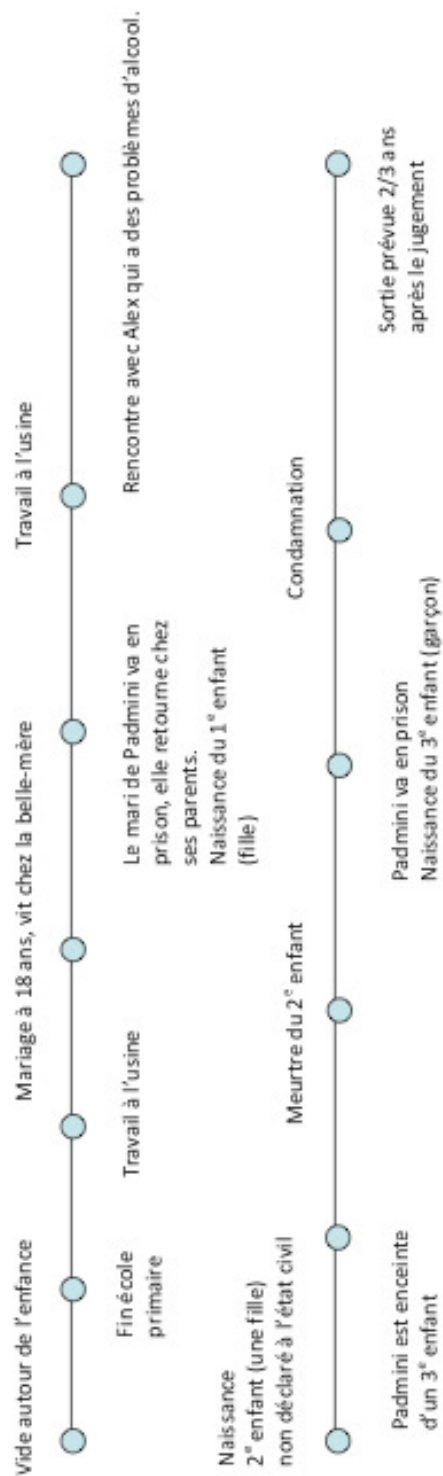 Vide autour de l'enfance
Fin école
primaire
Travail à l'usine
Mariage à 18 ans, vit chez la belle-mère
Le mari de Padmini va en
prison, elle retourne chez
ses parents.
Naissance du 1e enfant
(fille)
Travail à l'usine
Rencontre avec Alex qui a des problèmes d'alcool.
Naissance
2e enfant (une fille)
non déclaré à l'état civil
Padmini est enceinte
d'un 3e enfant
Meurtre du 2e enfant
Padmini va en prison
Naissance du 3e enfant (garçon)
Condamnation
Sortie prévue 2/3 ans
après le jugement